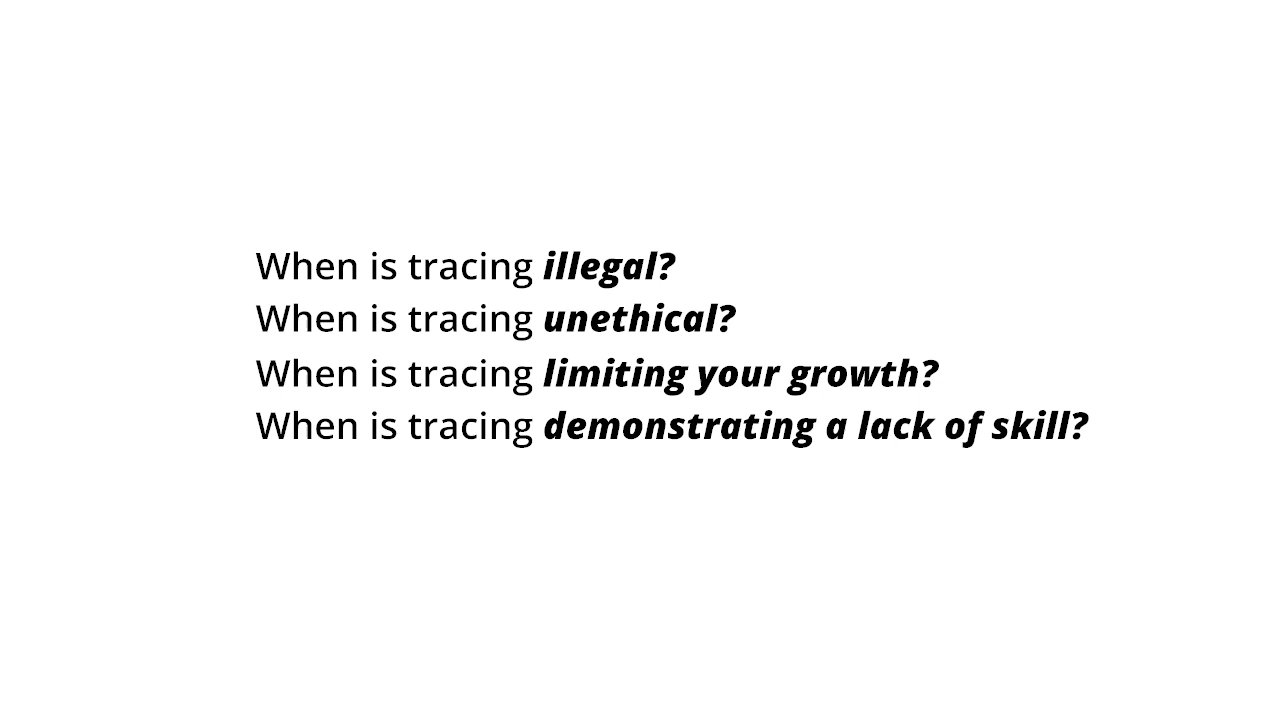 When is tracing illegal?
When is tracing unethical?
When is tracing limiting your growth?
When is tracing demonstrating a lack of skill?